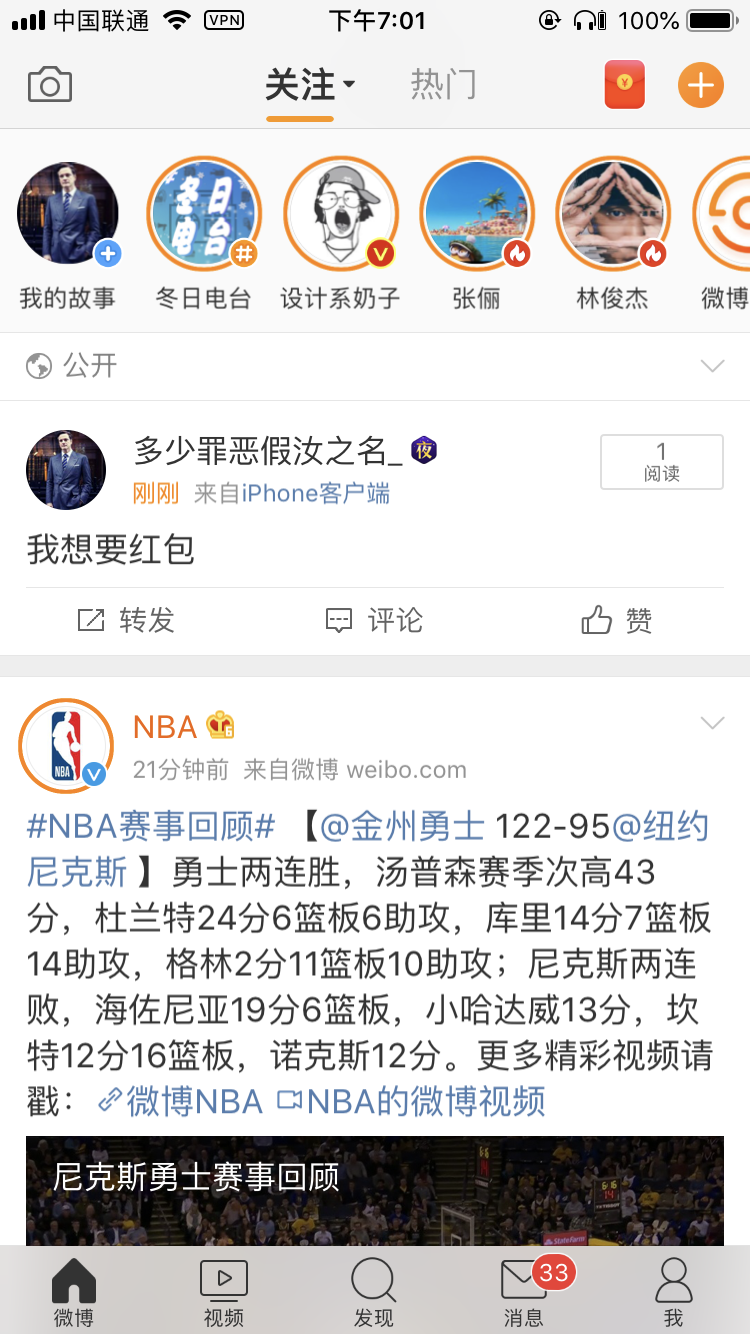 中国联通 VPN 下午7:01 100%
关注 热门
冬日电台
我的故事 冬日电台 设计系奶子 张俪 林俊杰 微博
公开
多少罪恶假汝之名_ 夜
刚刚 来自iPhone客户端
1
阅读
我想要红包
转发 评论 赞
NBA
NBA
21分钟前 来自微博 weibo.com
#NBA赛事回顾# 【@金州勇士 122-95@纽约
尼克斯 】勇士两连胜，汤普森赛季次高43
分，杜兰特24分6篮板6助攻，库里14分7篮板
14助攻，格林2分11篮板10助攻；尼克斯两连
败，海佐尼亚19分6篮板，小哈达威13分，坎
特12分16篮板，诺克斯12分。更多精彩视频请
戳： 微博NBA NBA的微博视频
尼克斯勇士赛事回顾
StateFarm
33
微博 视频 发现 消息 我